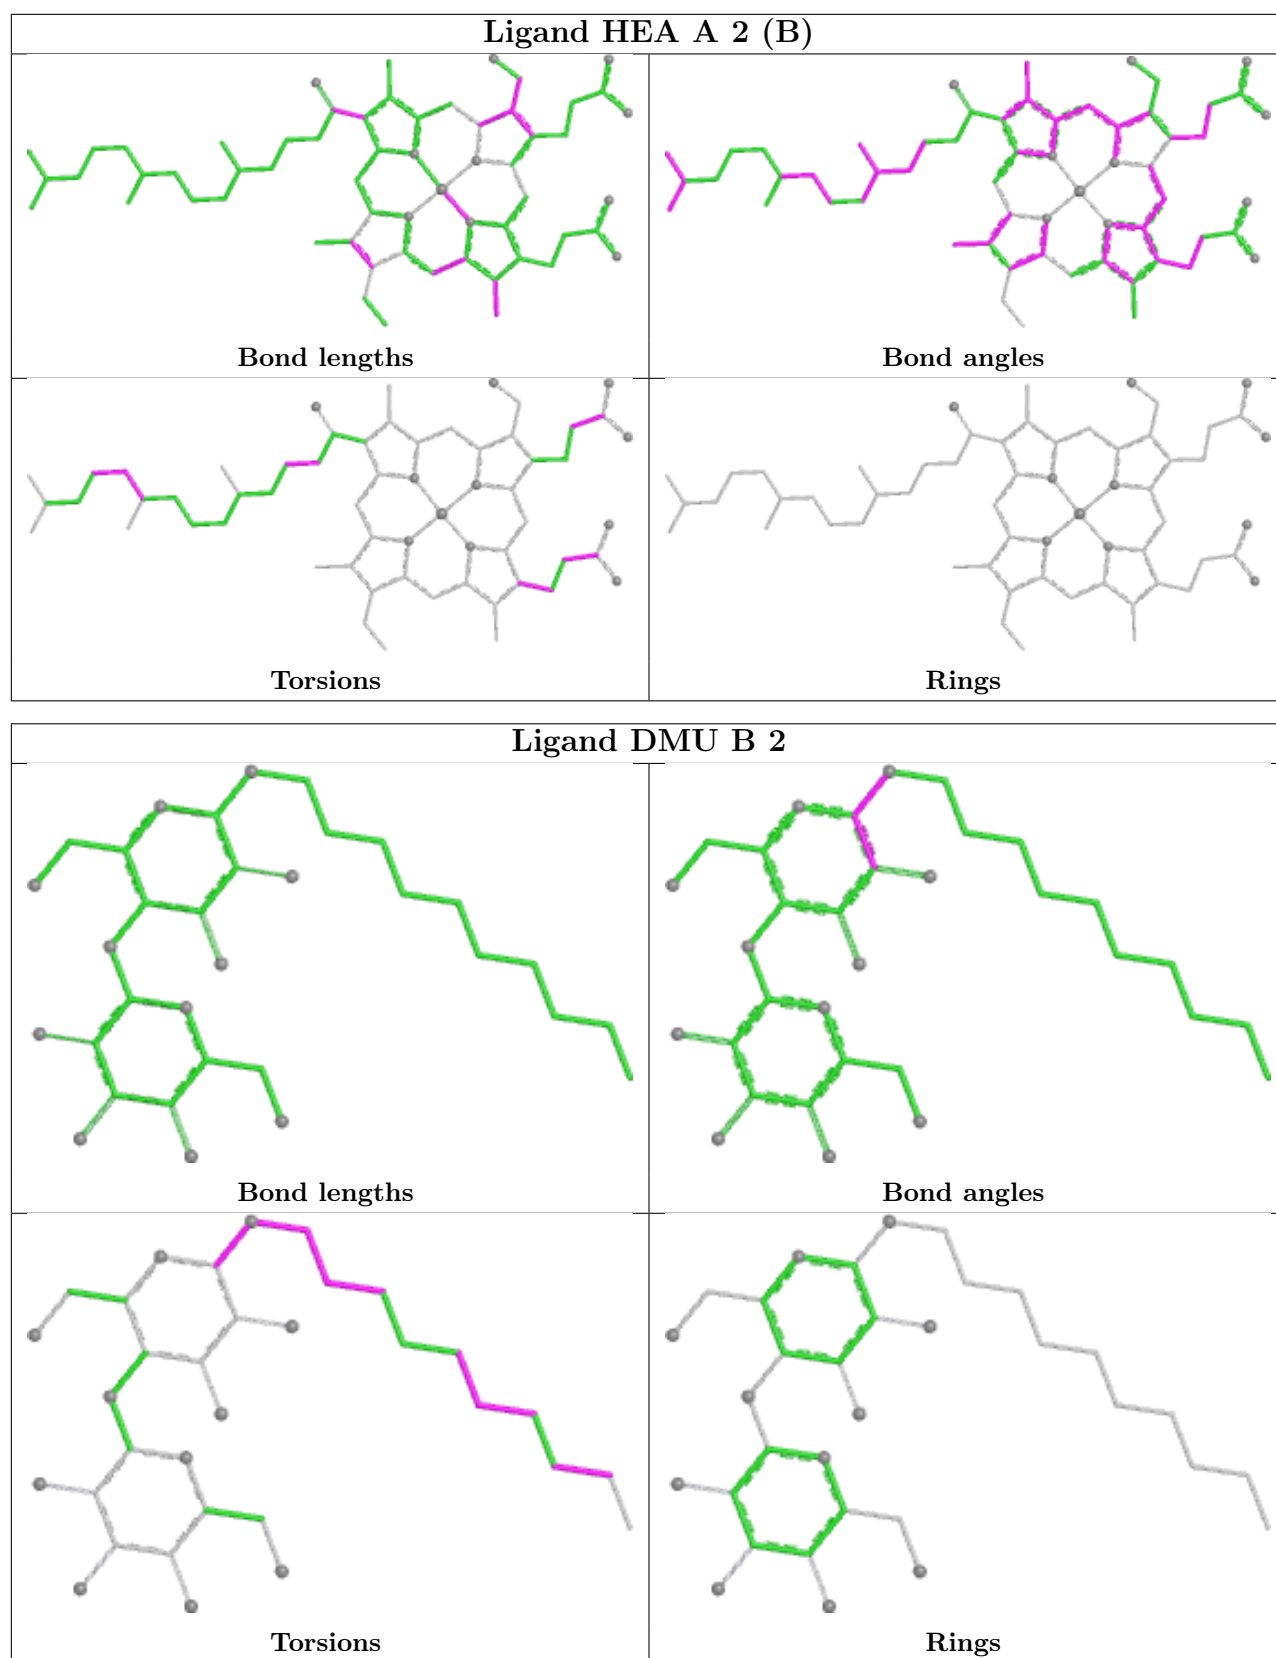 Ligand HEA A 2 (B)
Bond lengths
Bond angles
Torsions
Rings
Ligand DMU B 2
Bond lengths
Bond angles
Torsions
Rings